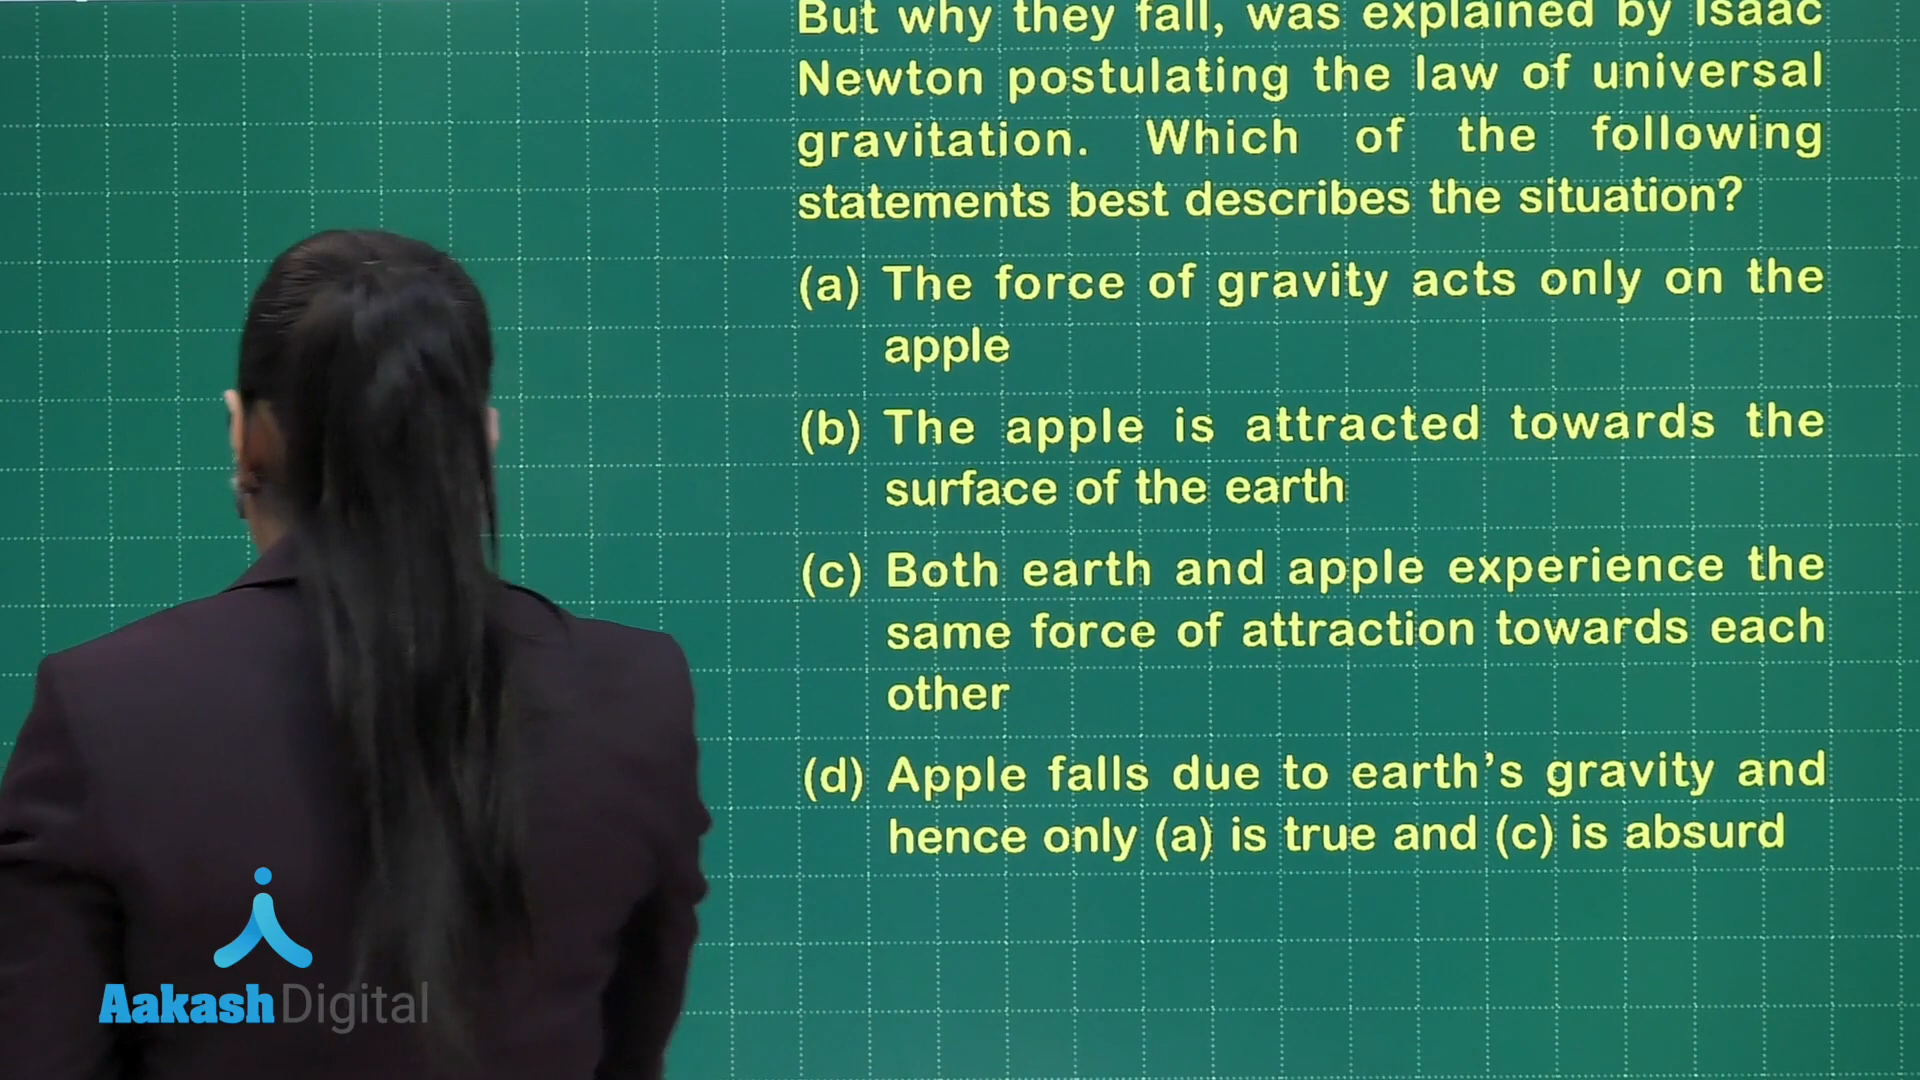 But why they fall, was explained by Isaac
Newton postulating the law of universal
gravitation. Which of the following
statements best describes the situation?
(a) The force of gravity acts only on the
apple
(b) The apple is attracted towards the
surface of the earth
(c) Both earth and apple experience the
same force of attraction towards each
other
(d) Apple falls due to earth's gravity and
hence only (a) is true and (c) is absurd
Aakash Digital